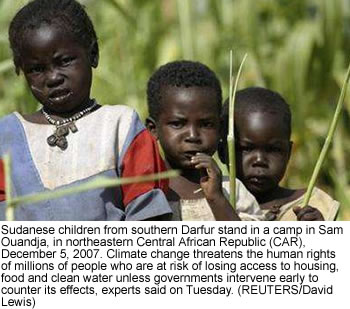 Sudanese children from southern Darfur stand in a camp in Sam
Ouandja, in northeastern Central African Republic (CAR),
December 5, 2007. Climate change threatens the human rights
of millions of people who are at risk of losing access to housing,
food and clean water unless governments intervene early to
counter its effects, experts said on Tuesday. (REUTERS/David
Lewis)